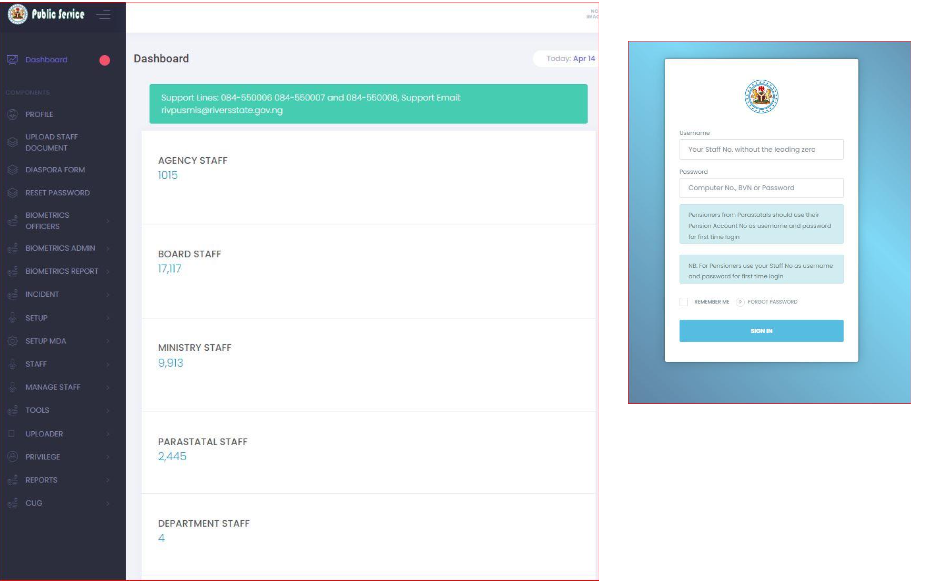 Public Service
NO
IMAG
Dashboard
COMPONENTS
PROFILE
UPLOAD STAFF
DOCUMENT
DIASPORA FORM
RESET PASSWORD
BIOMETRICS
OFFICERS
BIOMETRICS ADMIN
BIOMETRICS REPORT
INCIDENT
SETUP
SETUP MDA
STAFF
MANAGE STAFF
TOOLS
UPLOADER
PRIVILEGE
REPORTS
CUG
Dashboard
Today: Apr 14
Support Lines: 084-550006 084-550007 and 084-550008, Support Email:
rivpusmis@riversstate.gov.ng
AGENCY STAFF
1015
BOARD STAFF
17,117
MINISTRY STAFF
9,913
PARASTATAL STAFF
2,445
DEPARTMENT STAFF
4
Username
Your Staff No. without the leading zero
Password
Computer No., BVN or Password
Pensioners from Parastatals should use their
Pension Account No as username and password
for first time login
NB: For Pensioners use your Staff No as username
and password for first time login
REMEMBER ME FORGOT PASSWORD
SIGN IN